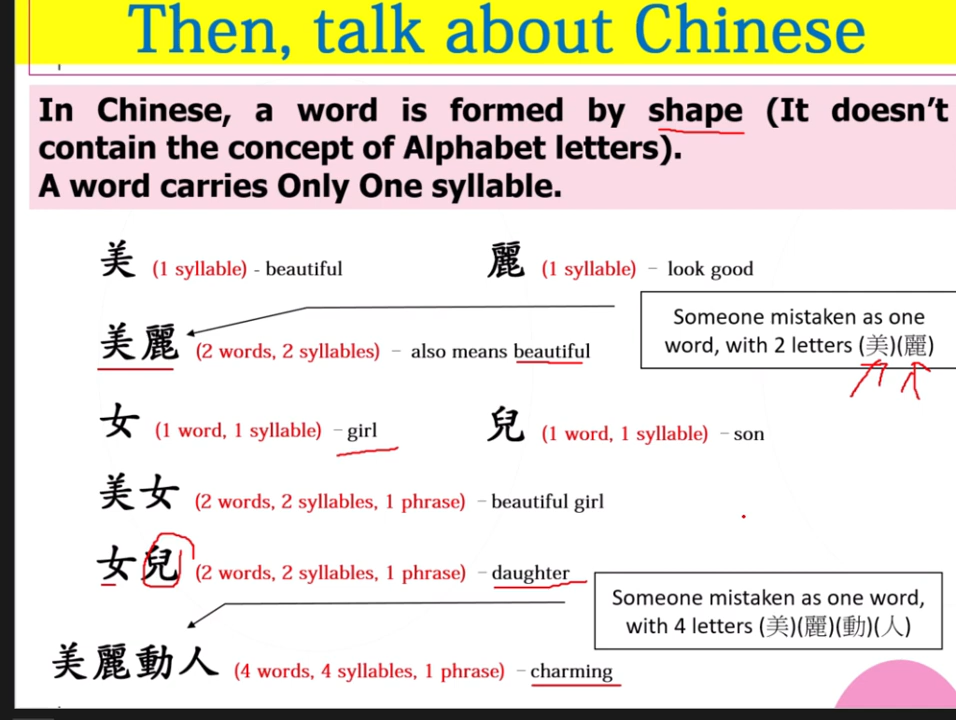 Then, talk about Chinese
In Chinese, a word is formed by shape (It doesn't
contain the concept of Alphabet letters).
A word carries Only One syllable.
美 (1 syllable) - beautiful
麗 (1 syllable) – look good
Someone mistaken as one
word, with 2 letters (美)(麗)
美麗 (2 words, 2 syllables) – also means beautiful
女 (1 word, 1 syllable) – girl
兒 (1 word, 1 syllable) – son
美女 (2 words, 2 syllables, 1 phrase) – beautiful girl
女兒 (2 words, 2 syllables, 1 phrase) – daughter
Someone mistaken as one word,
with 4 letters (美)(麗)(動)(人)
美麗動人 (4 words, 4 syllables, 1 phrase) – charming